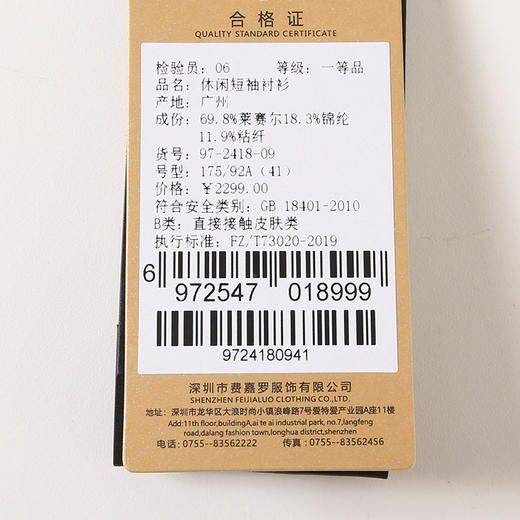 合格证
QUALITY STANDARD CERTIFICATE
检验员：06 等级：一等品
品名：休闲短袖衬衫
产地：广州
成份：69.8%莱赛尔18.3%锦纶
11.9%粘纤
货号：97-2418-09
号型：175/92A（41）
价格：￥2299.00
符合安全类别：GB 18401-2010
B类：直接接触皮肤类
执行标准：FZ/T73020-2019
6 972547 018999
9724180941
深圳市费嘉罗服饰有限公司
SHENZHEN FEIJIALUO CLOTHING CO.,LTD.
地址：深圳市龙华区大浪时尚小镇浪峰路7号爱特爱产业园A座11楼
Add:11th floor,buildingA,ai te ai industrial park, no.7,langfeng
road,dalang fashion town,longhua district,shenzhen
电话：0755--83562222 传真：0755--83562456